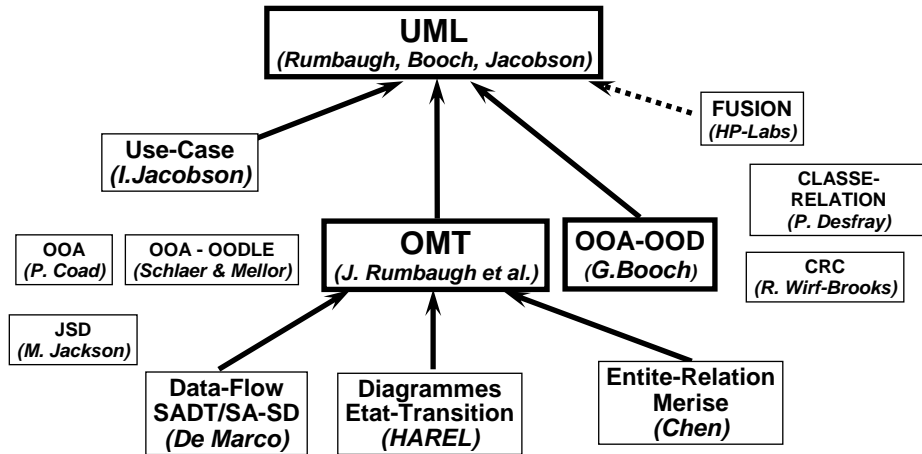 UML
(Rumbaugh, Booch, Jacobson)
FUSION
(HP-Labs)
Use-Case
(I.Jacobson)
CLASSE-
RELATION
(P. Desfray)
OOA
(P. Coad)
OOA - OODLE
(Schlaer & Mellor)
OMT
(J. Rumbaugh et al.)
OOA-OOD
(G.Booch)
CRC
(R. Wirf-Brooks)
JSD
(M. Jackson)
Data-Flow
SADT/SA-SD
(De Marco)
Diagrammes
Etat-Transition
(HAREL)
Entite-Relation
Merise
(Chen)